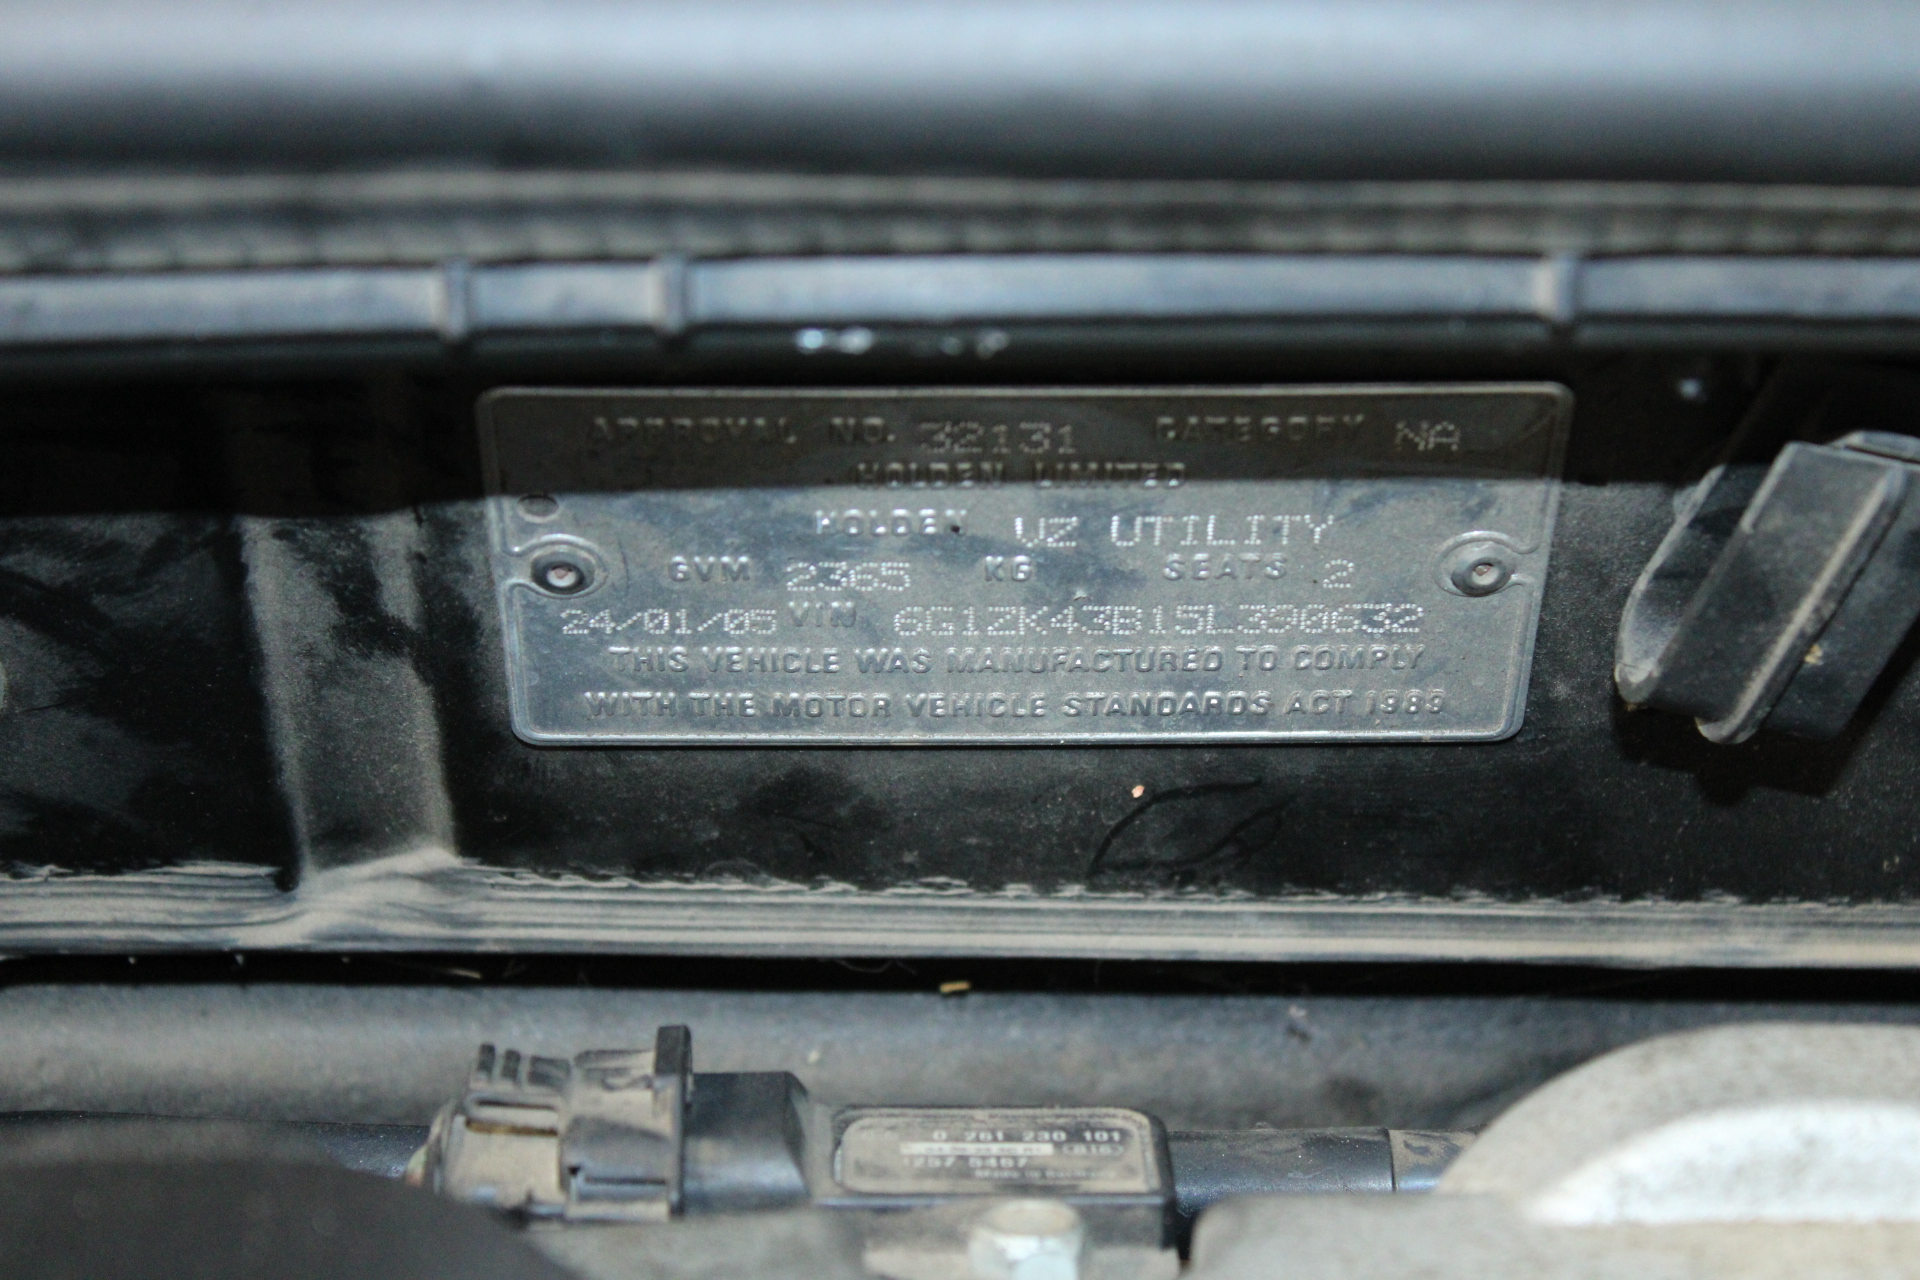 APPROVAL NO. 32131 CATEGORY NA
HOLDEN LIMITED
HOLDEN VZ UTILITY
GVM 2365 KG SEATS 2
24/01/05 VIN 6G1ZK43B15L390632
THIS VEHICLE WAS MANUFACTURED TO COMPLY
WITH THE MOTOR VEHICLE STANDARDS ACT 1989
0 261 230 101